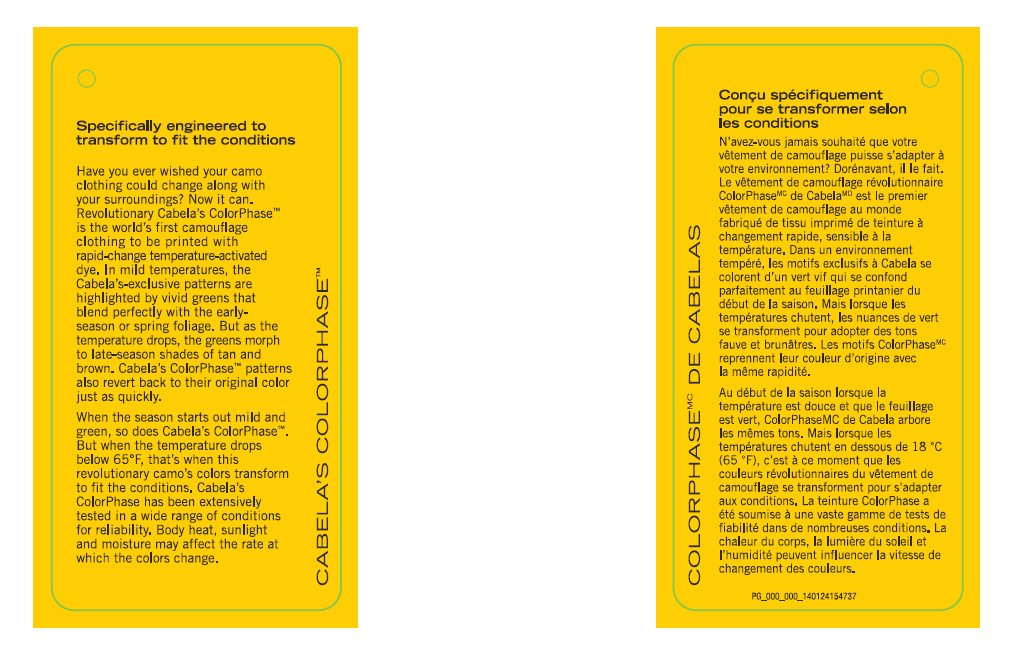 Specifically engineered to
transform to fit the conditions
Have you ever wished your camo
clothing could change along with
your surroundings? Now it can.
Revolutionary Cabela's ColorPhase™
is the world's first camouflage
clothing to be printed with
rapid-change temperature-activated
dye. In mild temperatures, the
Cabela's-exclusive patterns are
highlighted by vivid greens that
blend perfectly with the early-
season or spring foliage. But as the
temperature drops, the greens morph
to late-season shades of tan and
brown. Cabela's ColorPhase™ patterns
also revert back to their original color
just as quickly.
When the season starts out mild and
green, so does Cabela's ColorPhase™.
But when the temperature drops
below 65°F, that's when this
revolutionary camo's colors transform
to fit the conditions. Cabela's
ColorPhase has been extensively
tested in a wide range of conditions
for reliability. Body heat, sunlight
and moisture may affect the rate at
which the colors change.
CABELA'S COLORPHASE™
Conçu spécifiquement
pour se transformer selon
les conditions
N'avez-vous jamais souhaité que votre
vêtement de camouflage puisse s'adapter à
votre environnement? Dorénavant, il le fait.
Le vêtement de camouflage révolutionnaire
ColorPhaseMC de CabelaMD est le premier
vêtement de camouflage au monde
fabriqué de tissu imprimé de teinture à
changement rapide, sensible à la
température. Dans un environnement
tempéré, les motifs exclusifs à Cabela se
colorent d'un vert vif qui se confond
parfaitement au feuillage printanier du
début de la saison. Mais lorsque les
températures chutent, les nuances de vert
se transforment pour adopter des tons
fauve et brunâtres. Les motifs ColorPhaseMC
reprennent leur couleur d'origine avec
la même rapidité.
Au début de la saison lorsque la
température est douce et que le feuillage
est vert, ColorPhaseMC de Cabela arbore
les mêmes tons. Mais lorsque les
températures chutent en dessous de 18 °C
(65 °F), c'est à ce moment que les
couleurs révolutionnaires du vêtement de
camouflage se transforment pour s'adapter
aux conditions. La teinture ColorPhase a
été soumise à une vaste gamme de tests de
fiabilité dans de nombreuses conditions. La
chaleur du corps, la lumière du soleil et
l'humidité peuvent influencer la vitesse de
changement des couleurs.
COLORPHASEMC DE CABELAS
PG_000_000_140124154737